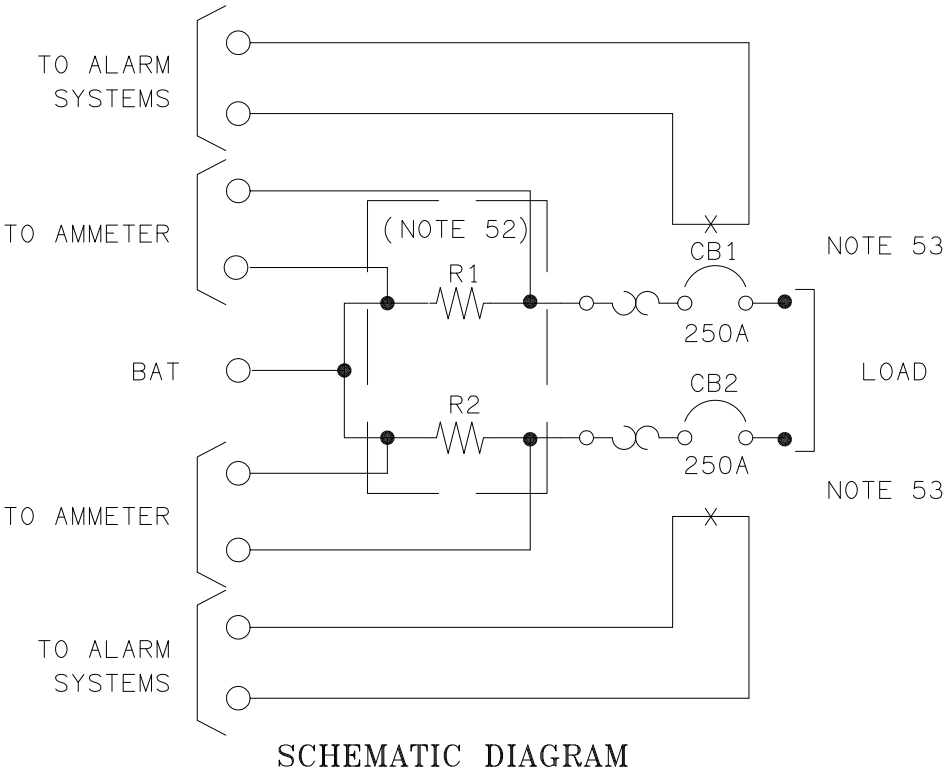 TO ALARM
SYSTEMS
TO AMMETER
(NOTE 52)
NOTE 53
CB1
R1
250A
BAT
LOAD
CB2
R2
250A
NOTE 53
TO AMMETER
TO ALARM
SYSTEMS
SCHEMATIC DIAGRAM